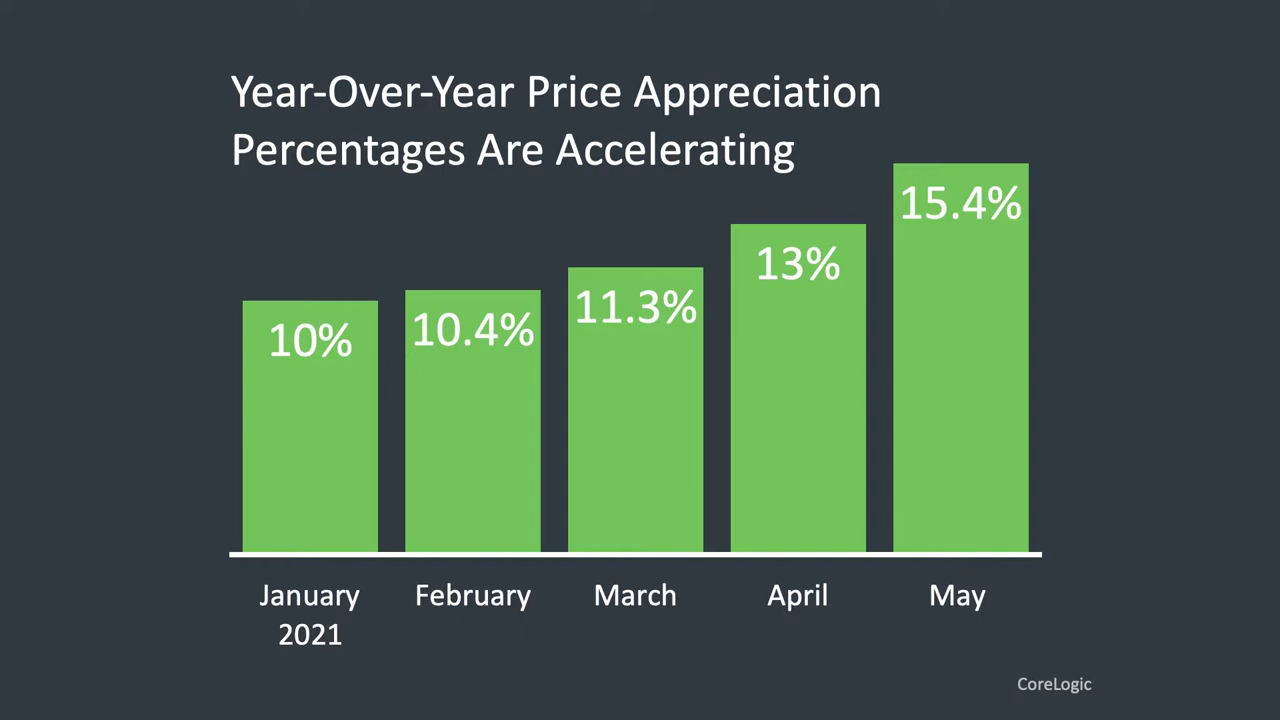 Year-Over-Year Price Appreciation
Percentages Are Accelerating
10%
10.4%
11.3%
13%
15.4%
January
2021
February
March
April
May
CoreLogic